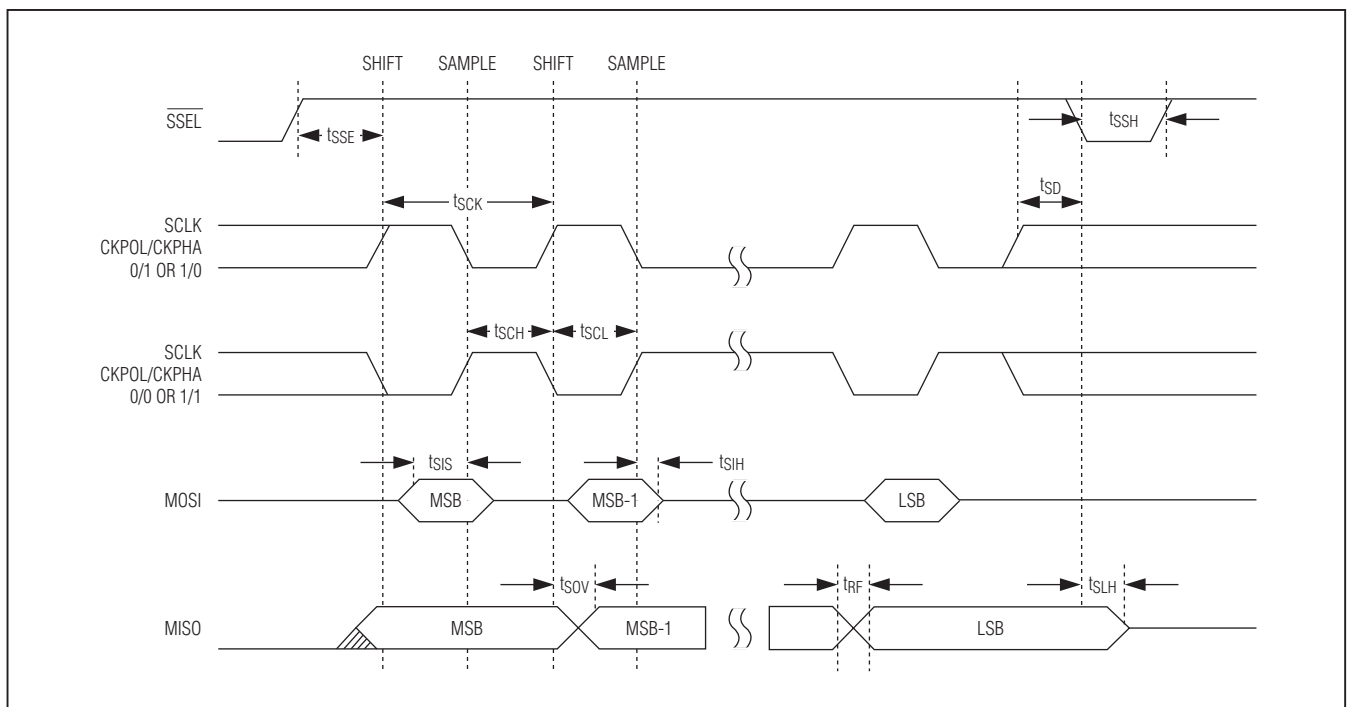 SHIFT SAMPLE SHIFT SAMPLE
SSEL
tSSE
tSSH
tSD
tSCK
SCLK
CKPOL/CKPHA
0/1 OR 1/0
tSCH
tSCL
SCLK
CKPOL/CKPHA
0/0 OR 1/1
tSIS
tSIH
MOSI
MSB
MSB-1
LSB
tSOV
tRF
tSLH
MISO
MSB
MSB-1
LSB